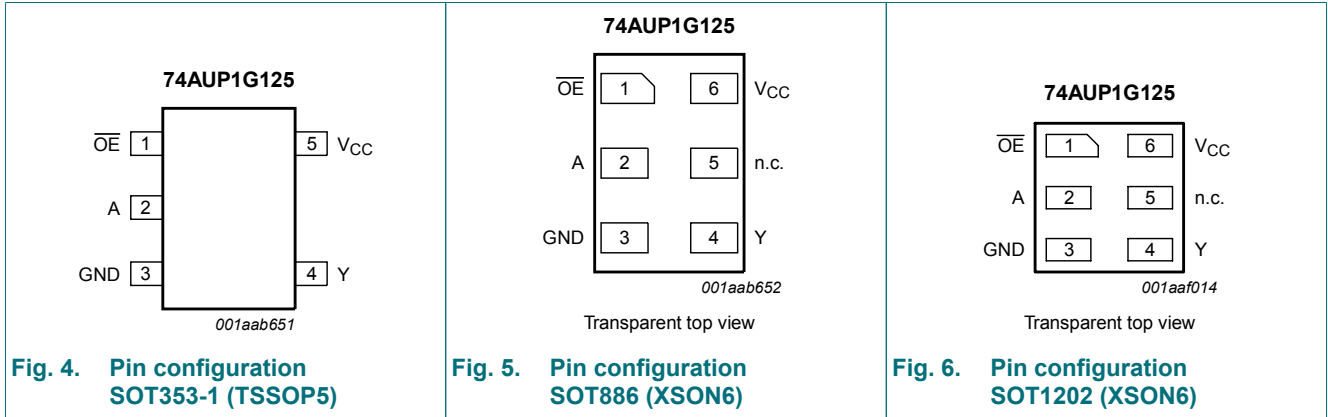 74AUP1G125
OE 1
5 VCC
A 2
GND 3
4 Y
001aab651
Fig. 4. Pin configuration
SOT353-1 (TSSOP5)
74AUP1G125
OE 1 6 VCC
A 2 5 n.c.
GND 3 4 Y
001aab652
Transparent top view
Fig. 5. Pin configuration
SOT886 (XSON6)
74AUP1G125
OE 1 6 VCC
A 2 5 n.c.
GND 3 4 Y
001aaf014
Transparent top view
Fig. 6. Pin configuration
SOT1202 (XSON6)